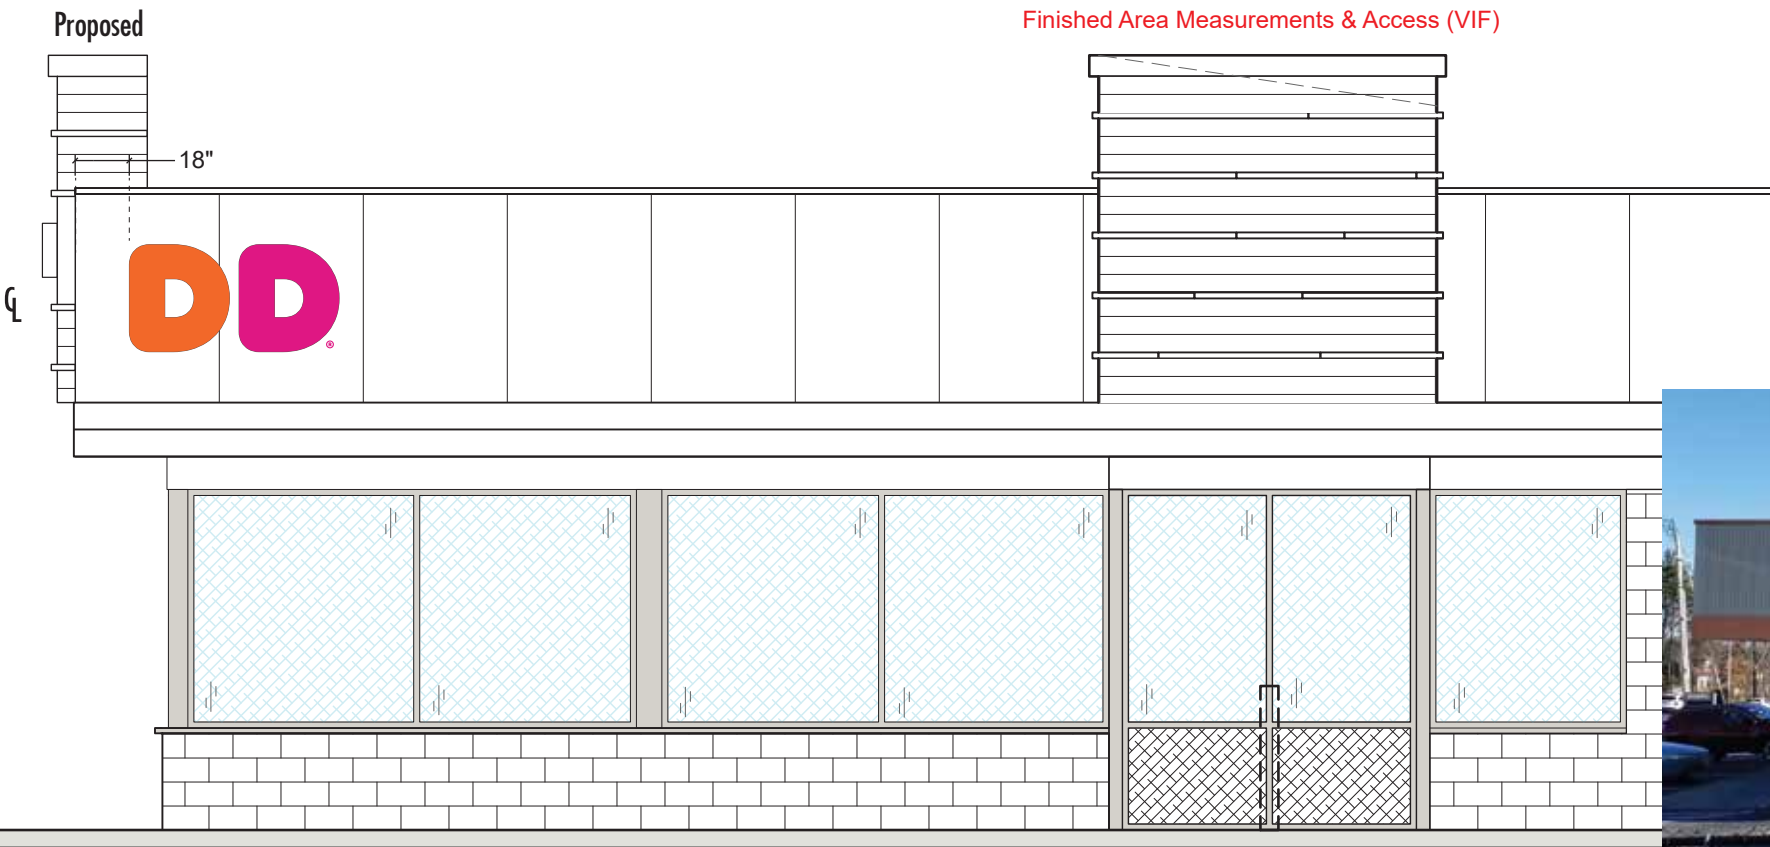 Proposed
Finished Area Measurements & Access (VIF)
18"
℄
DD®